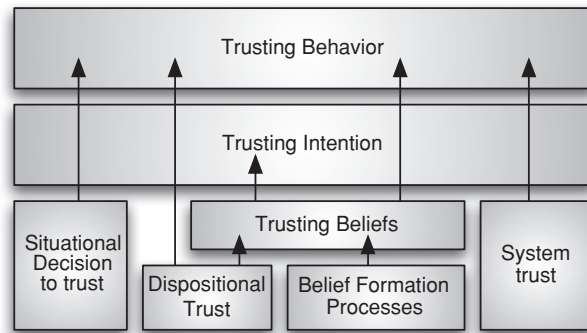 Trusting Behavior
Trusting Intention
Trusting Beliefs
Situational
Decision
to trust
Dispositional
Trust
Belief Formation
Processes
System
trust